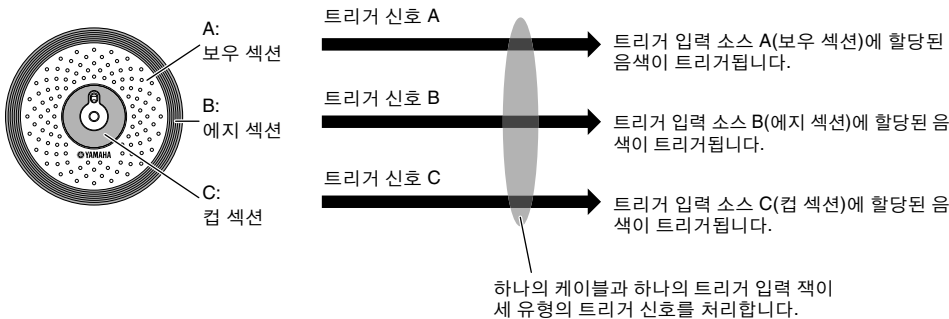 A:
보우 섹션
B:
에지 섹션
C:
컵 섹션
YAMAHA
트리거 신호 A
트리거 입력 소스 A(보우 섹션)에 할당된
음색이 트리거됩니다.
트리거 신호 B
트리거 입력 소스 B(에지 섹션)에 할당된 음
색이 트리거됩니다.
트리거 신호 C
트리거 입력 소스 C(컵 섹션)에 할당된 음
색이 트리거됩니다.
하나의 케이블과 하나의 트리거 입력 잭이
세 유형의 트리거 신호를 처리합니다.